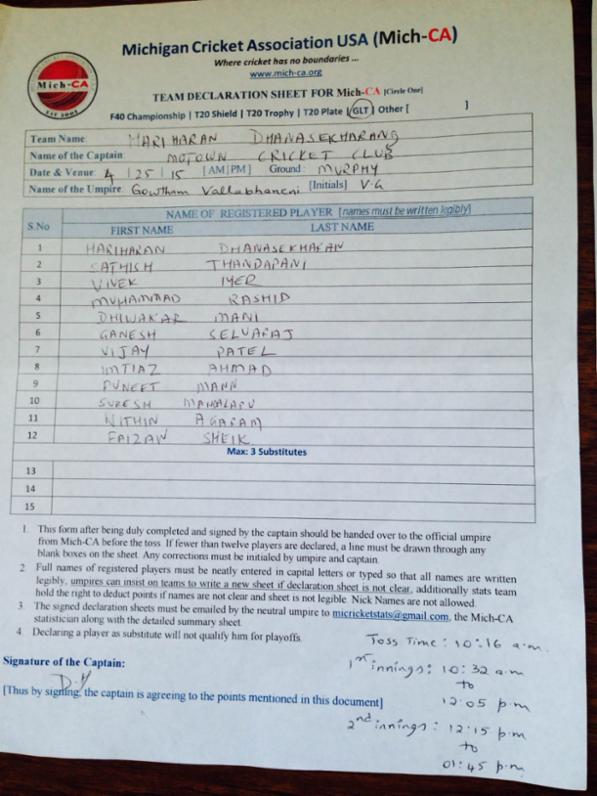 Michigan Cricket Association USA (Mich-CA)
Where cricket has no boundaries ...
www.mich-ca.org
Mich-CA
EST 2001
TEAM DECLARATION SHEET FOR Mich-CA [Circle One]
F40 Championship | T20 Shield | T20 Trophy | T20 Plate | GLT | Other [ ]
Team Name: HARIHARAN DHANASEKHARANG
Name of the Captain: MOTOWN CRICKET CLUB
Date & Venue: 4 | 25 | 15 [AM|PM] Ground: MURPHY
Name of the Umpire: Gowtham Vallabhaneni [Initials] V.G
NAME OF REGISTERED PLAYER [names must be written legibly]
S.No FIRST NAME LAST NAME
1 HARIHARAN DHANASEKHARAN
2 SATHISH THANDAPANI
3 VIVEK IYER
4 MUHAMMAD RASHID
5 DHIWAKAR MANI
6 GANESH SELVARAJ
7 VIJAY PATEL
8 IMTIAZ AHMAD
9 PUNEET MANN
10 SURESH
11 NITHIN AGARAM
12 FAIZAN SHEIK
Max: 3 Substitutes
13
14
15
1. This form after being duly completed and signed by the captain should be handed over to the official umpire
from Mich-CA before the toss. If fewer than twelve players are declared, a line must be drawn through any
blank boxes on the sheet. Any corrections must be initialed by umpire and captain.
2. Full names of registered players must be neatly entered in capital letters or typed so that all names are written
legibly, umpires can insist on teams to write a new sheet if declaration sheet is not clear, additionally stats team
hold the right to deduct points if names are not clear and sheet is not legible. Nick Names are not allowed.
3. The signed declaration sheets must be emailed by the neutral umpire to micricketstats@gmail.com, the Mich-CA
statistician along with the detailed summary sheet.
4. Declaring a player as substitute will not qualify him for playoffs.
Signature of the Captain:
D.H
[Thus by signing, the captain is agreeing to the points mentioned in this document]
Toss Time: 10:16 a.m.
1st innings: 10:32 a.m
to
12:05 p.m
2nd innings: 12:15 p.m
to
01:45 p.m